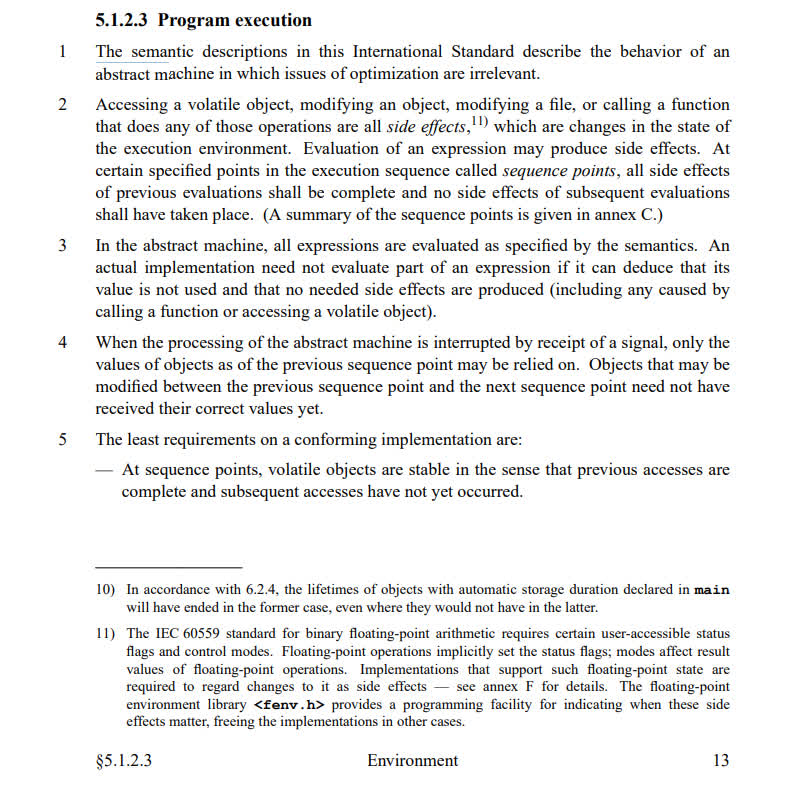 5.1.2.3 Program execution
1 The semantic descriptions in this International Standard describe the behavior of an
abstract machine in which issues of optimization are irrelevant.
2 Accessing a volatile object, modifying an object, modifying a file, or calling a function
that does any of those operations are all side effects,11) which are changes in the state of
the execution environment. Evaluation of an expression may produce side effects. At
certain specified points in the execution sequence called sequence points, all side effects
of previous evaluations shall be complete and no side effects of subsequent evaluations
shall have taken place. (A summary of the sequence points is given in annex C.)
3 In the abstract machine, all expressions are evaluated as specified by the semantics. An
actual implementation need not evaluate part of an expression if it can deduce that its
value is not used and that no needed side effects are produced (including any caused by
calling a function or accessing a volatile object).
4 When the processing of the abstract machine is interrupted by receipt of a signal, only the
values of objects as of the previous sequence point may be relied on. Objects that may be
modified between the previous sequence point and the next sequence point need not have
received their correct values yet.
5 The least requirements on a conforming implementation are:
— At sequence points, volatile objects are stable in the sense that previous accesses are
complete and subsequent accesses have not yet occurred.
10) In accordance with 6.2.4, the lifetimes of objects with automatic storage duration declared in main
will have ended in the former case, even where they would not have in the latter.
11) The IEC 60559 standard for binary floating-point arithmetic requires certain user-accessible status
flags and control modes. Floating-point operations implicitly set the status flags; modes affect result
values of floating-point operations. Implementations that support such floating-point state are
required to regard changes to it as side effects — see annex F for details. The floating-point
environment library <fenv.h> provides a programming facility for indicating when these side
effects matter, freeing the implementations in other cases.
§5.1.2.3 Environment 13